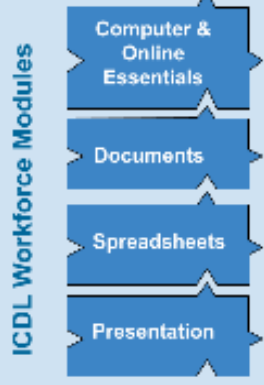 ICDL Workforce Modules
Computer &
Online
Essentials
Documents
Spreadsheets
Presentation